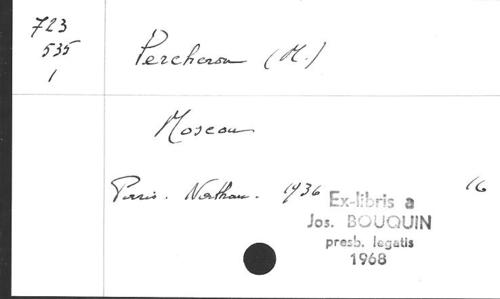 723
535
1
Percheron (M.)
Moscou
Paris. Nathan. 1936 16
Ex-libris a
Jos. BOUQUIN
presb. legatis
1968